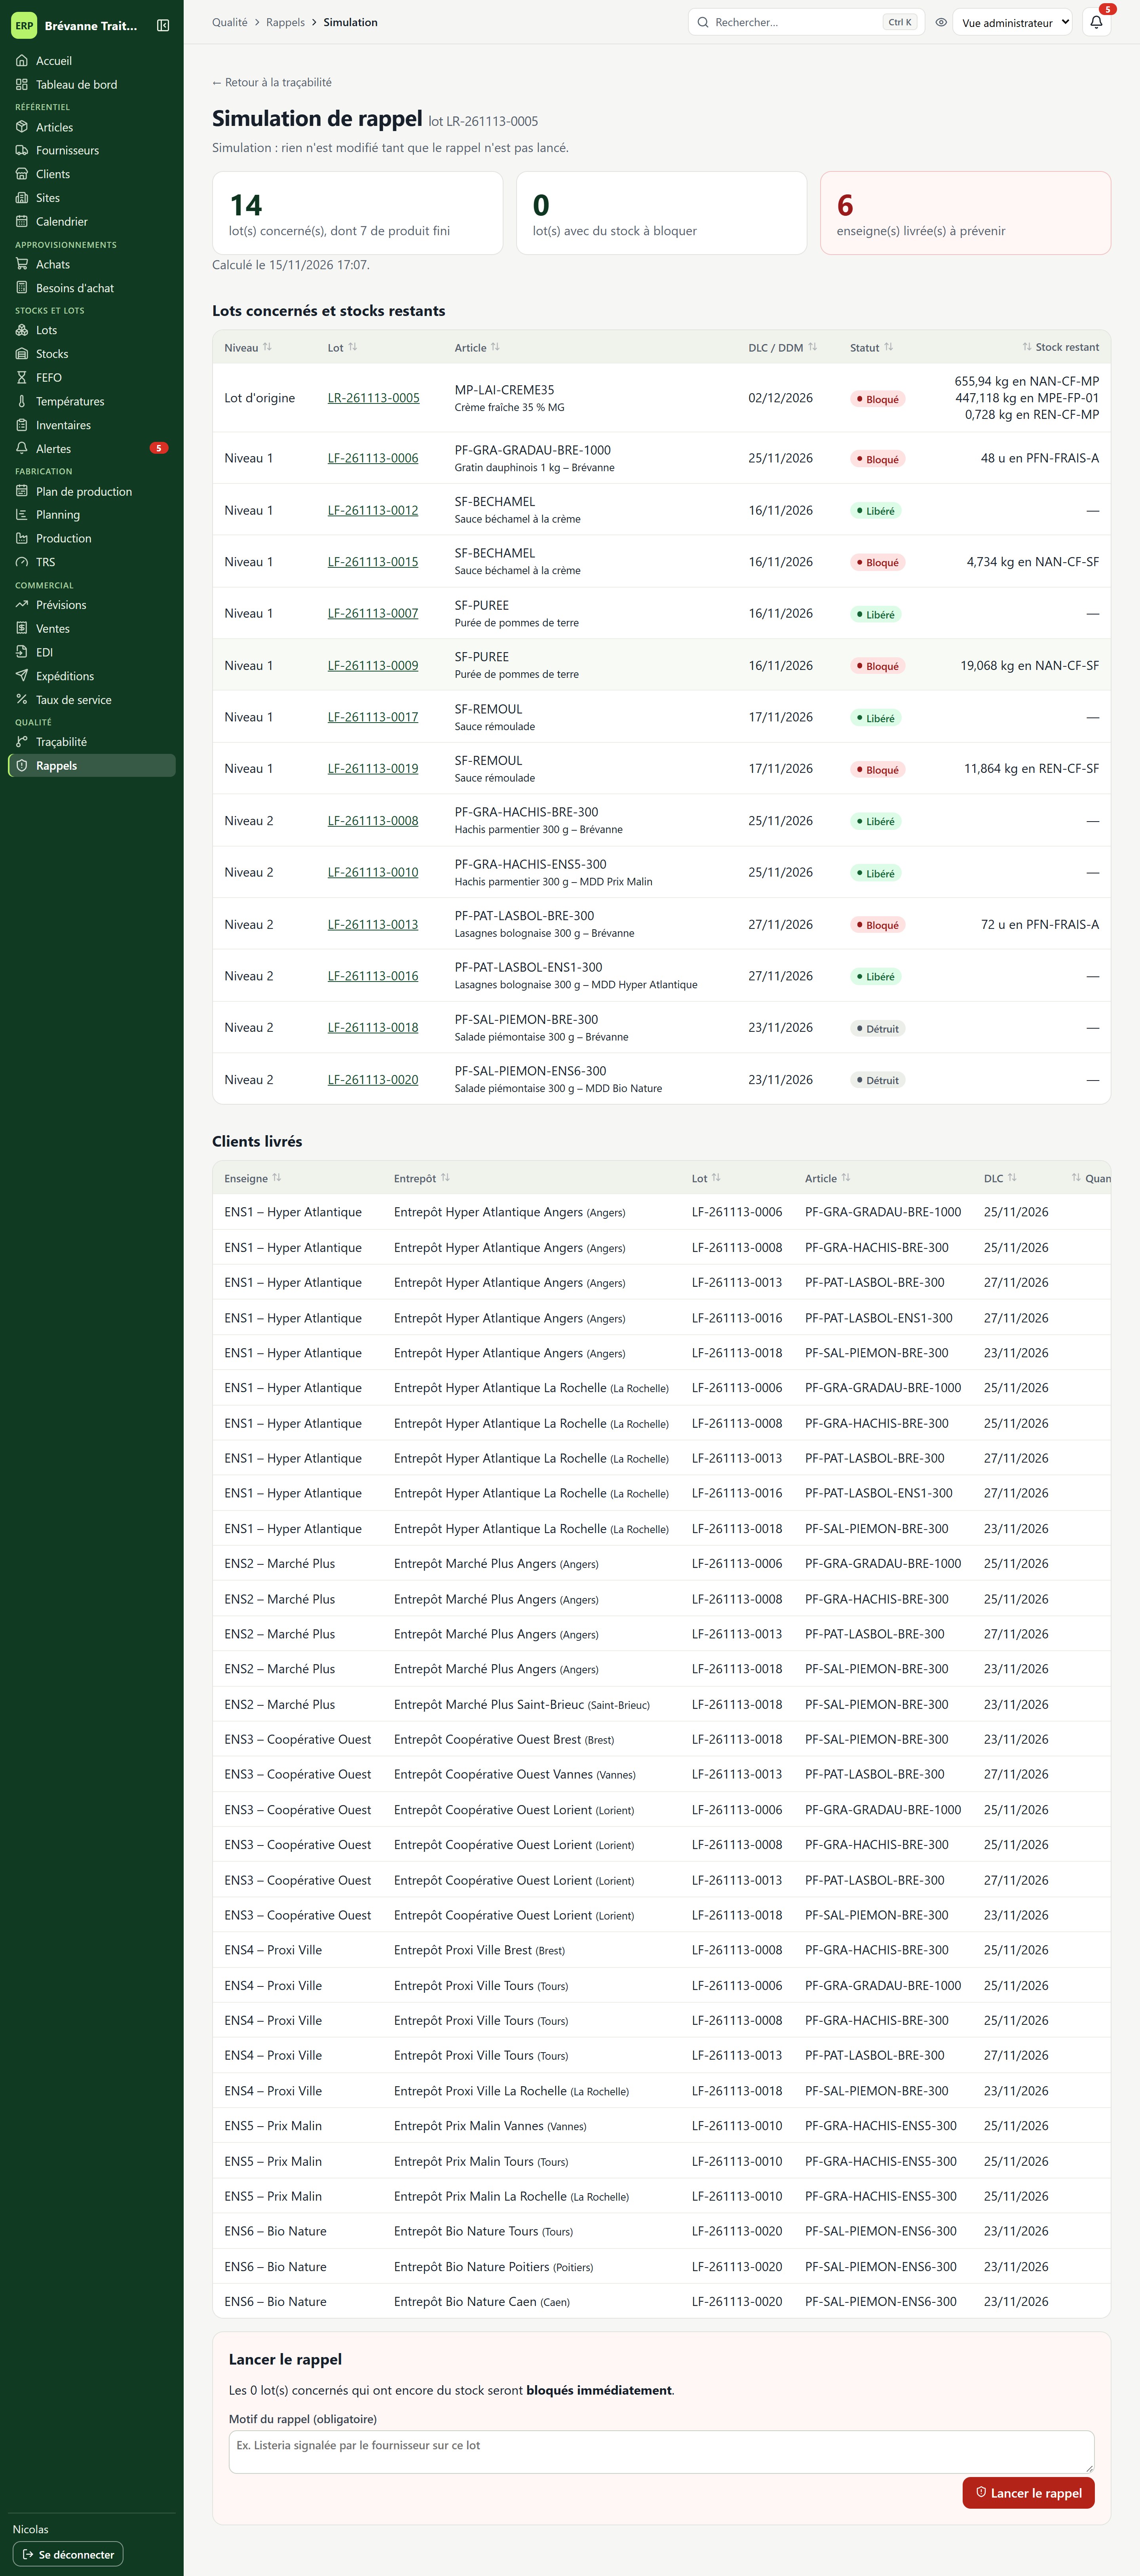 ERP Brévanne Trait...
Accueil
Tableau de bord
RÉFÉRENTIEL
Articles
Fournisseurs
Clients
Sites
Calendrier
APPROVISIONNEMENTS
Achats
Besoins d'achat
STOCKS ET LOTS
Lots
Stocks
FEFO
Températures
Inventaires
Alertes 5
FABRICATION
Plan de production
Planning
Production
TRS
COMMERCIAL
Prévisions
Ventes
EDI
Expéditions
Taux de service
QUALITÉ
Traçabilité
Rappels
Nicolas
Se déconnecter
Qualité > Rappels > Simulation
Rechercher... Ctrl K
Vue administrateur
5
← Retour à la traçabilité
Simulation de rappel lot LR-261113-0005
Simulation : rien n'est modifié tant que le rappel n'est pas lancé.
14
lot(s) concerné(s), dont 7 de produit fini
0
lot(s) avec du stock à bloquer
6
enseigne(s) livrée(s) à prévenir
Calculé le 15/11/2026 17:07.
Lots concernés et stocks restants
Niveau Lot Article DLC / DDM Statut Stock restant
Lot d'origine LR-261113-0005 MP-LAI-CREME35 Crème fraîche 35 % MG 02/12/2026 Bloqué 655,94 kg en NAN-CF-MP
447,118 kg en MPE-FP-01
0,728 kg en REN-CF-MP
Niveau 1 LF-261113-0006 PF-GRA-GRADAU-BRE-1000 Gratin dauphinois 1 kg – Brévanne 25/11/2026 Bloqué 48 u en PFN-FRAIS-A
Niveau 1 LF-261113-0012 SF-BECHAMEL Sauce béchamel à la crème 16/11/2026 Libéré —
Niveau 1 LF-261113-0015 SF-BECHAMEL Sauce béchamel à la crème 16/11/2026 Bloqué 4,734 kg en NAN-CF-SF
Niveau 1 LF-261113-0007 SF-PUREE Purée de pommes de terre 16/11/2026 Libéré —
Niveau 1 LF-261113-0009 SF-PUREE Purée de pommes de terre 16/11/2026 Bloqué 19,068 kg en NAN-CF-SF
Niveau 1 LF-261113-0017 SF-REMOUL Sauce rémoulade 17/11/2026 Libéré —
Niveau 1 LF-261113-0019 SF-REMOUL Sauce rémoulade 17/11/2026 Bloqué 11,864 kg en REN-CF-SF
Niveau 2 LF-261113-0008 PF-GRA-HACHIS-BRE-300 Hachis parmentier 300 g – Brévanne 25/11/2026 Libéré —
Niveau 2 LF-261113-0010 PF-GRA-HACHIS-ENS5-300 Hachis parmentier 300 g – MDD Prix Malin 25/11/2026 Libéré —
Niveau 2 LF-261113-0013 PF-PAT-LASBOL-BRE-300 Lasagnes bolognaise 300 g – Brévanne 27/11/2026 Bloqué 72 u en PFN-FRAIS-A
Niveau 2 LF-261113-0016 PF-PAT-LASBOL-ENS1-300 Lasagnes bolognaise 300 g – MDD Hyper Atlantique 27/11/2026 Libéré —
Niveau 2 LF-261113-0018 PF-SAL-PIEMON-BRE-300 Salade piémontaise 300 g – Brévanne 23/11/2026 Détruit —
Niveau 2 LF-261113-0020 PF-SAL-PIEMON-ENS6-300 Salade piémontaise 300 g – MDD Bio Nature 23/11/2026 Détruit —
Clients livrés
Enseigne Entrepôt Lot Article DLC Quan
ENS1 – Hyper Atlantique Entrepôt Hyper Atlantique Angers (Angers) LF-261113-0006 PF-GRA-GRADAU-BRE-1000 25/11/2026
ENS1 – Hyper Atlantique Entrepôt Hyper Atlantique Angers (Angers) LF-261113-0008 PF-GRA-HACHIS-BRE-300 25/11/2026
ENS1 – Hyper Atlantique Entrepôt Hyper Atlantique Angers (Angers) LF-261113-0013 PF-PAT-LASBOL-BRE-300 27/11/2026
ENS1 – Hyper Atlantique Entrepôt Hyper Atlantique Angers (Angers) LF-261113-0016 PF-PAT-LASBOL-ENS1-300 27/11/2026
ENS1 – Hyper Atlantique Entrepôt Hyper Atlantique Angers (Angers) LF-261113-0018 PF-SAL-PIEMON-BRE-300 23/11/2026
ENS1 – Hyper Atlantique Entrepôt Hyper Atlantique La Rochelle (La Rochelle) LF-261113-0006 PF-GRA-GRADAU-BRE-1000 25/11/2026
ENS1 – Hyper Atlantique Entrepôt Hyper Atlantique La Rochelle (La Rochelle) LF-261113-0008 PF-GRA-HACHIS-BRE-300 25/11/2026
ENS1 – Hyper Atlantique Entrepôt Hyper Atlantique La Rochelle (La Rochelle) LF-261113-0013 PF-PAT-LASBOL-BRE-300 27/11/2026
ENS1 – Hyper Atlantique Entrepôt Hyper Atlantique La Rochelle (La Rochelle) LF-261113-0016 PF-PAT-LASBOL-ENS1-300 27/11/2026
ENS1 – Hyper Atlantique Entrepôt Hyper Atlantique La Rochelle (La Rochelle) LF-261113-0018 PF-SAL-PIEMON-BRE-300 23/11/2026
ENS2 – Marché Plus Entrepôt Marché Plus Angers (Angers) LF-261113-0006 PF-GRA-GRADAU-BRE-1000 25/11/2026
ENS2 – Marché Plus Entrepôt Marché Plus Angers (Angers) LF-261113-0008 PF-GRA-HACHIS-BRE-300 25/11/2026
ENS2 – Marché Plus Entrepôt Marché Plus Angers (Angers) LF-261113-0013 PF-PAT-LASBOL-BRE-300 27/11/2026
ENS2 – Marché Plus Entrepôt Marché Plus Angers (Angers) LF-261113-0018 PF-SAL-PIEMON-BRE-300 23/11/2026
ENS2 – Marché Plus Entrepôt Marché Plus Saint-Brieuc (Saint-Brieuc) LF-261113-0018 PF-SAL-PIEMON-BRE-300 23/11/2026
ENS3 – Coopérative Ouest Entrepôt Coopérative Ouest Brest (Brest) LF-261113-0018 PF-SAL-PIEMON-BRE-300 23/11/2026
ENS3 – Coopérative Ouest Entrepôt Coopérative Ouest Vannes (Vannes) LF-261113-0013 PF-PAT-LASBOL-BRE-300 27/11/2026
ENS3 – Coopérative Ouest Entrepôt Coopérative Ouest Lorient (Lorient) LF-261113-0006 PF-GRA-GRADAU-BRE-1000 25/11/2026
ENS3 – Coopérative Ouest Entrepôt Coopérative Ouest Lorient (Lorient) LF-261113-0008 PF-GRA-HACHIS-BRE-300 25/11/2026
ENS3 – Coopérative Ouest Entrepôt Coopérative Ouest Lorient (Lorient) LF-261113-0013 PF-PAT-LASBOL-BRE-300 27/11/2026
ENS3 – Coopérative Ouest Entrepôt Coopérative Ouest Lorient (Lorient) LF-261113-0018 PF-SAL-PIEMON-BRE-300 23/11/2026
ENS4 – Proxi Ville Entrepôt Proxi Ville Brest (Brest) LF-261113-0008 PF-GRA-HACHIS-BRE-300 25/11/2026
ENS4 – Proxi Ville Entrepôt Proxi Ville Tours (Tours) LF-261113-0006 PF-GRA-GRADAU-BRE-1000 25/11/2026
ENS4 – Proxi Ville Entrepôt Proxi Ville Tours (Tours) LF-261113-0008 PF-GRA-HACHIS-BRE-300 25/11/2026
ENS4 – Proxi Ville Entrepôt Proxi Ville Tours (Tours) LF-261113-0013 PF-PAT-LASBOL-BRE-300 27/11/2026
ENS4 – Proxi Ville Entrepôt Proxi Ville La Rochelle (La Rochelle) LF-261113-0018 PF-SAL-PIEMON-BRE-300 23/11/2026
ENS5 – Prix Malin Entrepôt Prix Malin Vannes (Vannes) LF-261113-0010 PF-GRA-HACHIS-ENS5-300 25/11/2026
ENS5 – Prix Malin Entrepôt Prix Malin Tours (Tours) LF-261113-0010 PF-GRA-HACHIS-ENS5-300 25/11/2026
ENS5 – Prix Malin Entrepôt Prix Malin La Rochelle (La Rochelle) LF-261113-0010 PF-GRA-HACHIS-ENS5-300 25/11/2026
ENS6 – Bio Nature Entrepôt Bio Nature Tours (Tours) LF-261113-0020 PF-SAL-PIEMON-ENS6-300 23/11/2026
ENS6 – Bio Nature Entrepôt Bio Nature Poitiers (Poitiers) LF-261113-0020 PF-SAL-PIEMON-ENS6-300 23/11/2026
ENS6 – Bio Nature Entrepôt Bio Nature Caen (Caen) LF-261113-0020 PF-SAL-PIEMON-ENS6-300 23/11/2026
Lancer le rappel
Les 0 lot(s) concernés qui ont encore du stock seront bloqués immédiatement.
Motif du rappel (obligatoire)
Ex. Listeria signalée par le fournisseur sur ce lot
Lancer le rappel